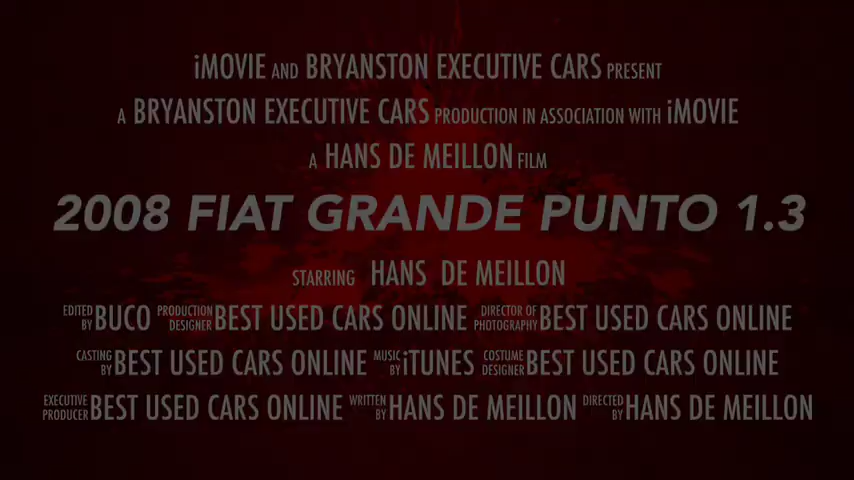 iMOVIE AND BRYANSTON EXECUTIVE CARS PRESENT
A BRYANSTON EXECUTIVE CARS PRODUCTION IN ASSOCIATION WITH iMOVIE
A HANS DE MEILLON FILM
2008 FIAT GRANDE PUNTO 1.3
STARRING HANS DE MEILLON
EDITED BY BUCO PRODUCTION DESIGNER BEST USED CARS ONLINE DIRECTOR OF PHOTOGRAPHY BEST USED CARS ONLINE
CASTING BY BEST USED CARS ONLINE MUSIC BY iTUNES COSTUME DESIGNER BEST USED CARS ONLINE
EXECUTIVE PRODUCER BEST USED CARS ONLINE WRITTEN BY HANS DE MEILLON DIRECTED BY HANS DE MEILLON